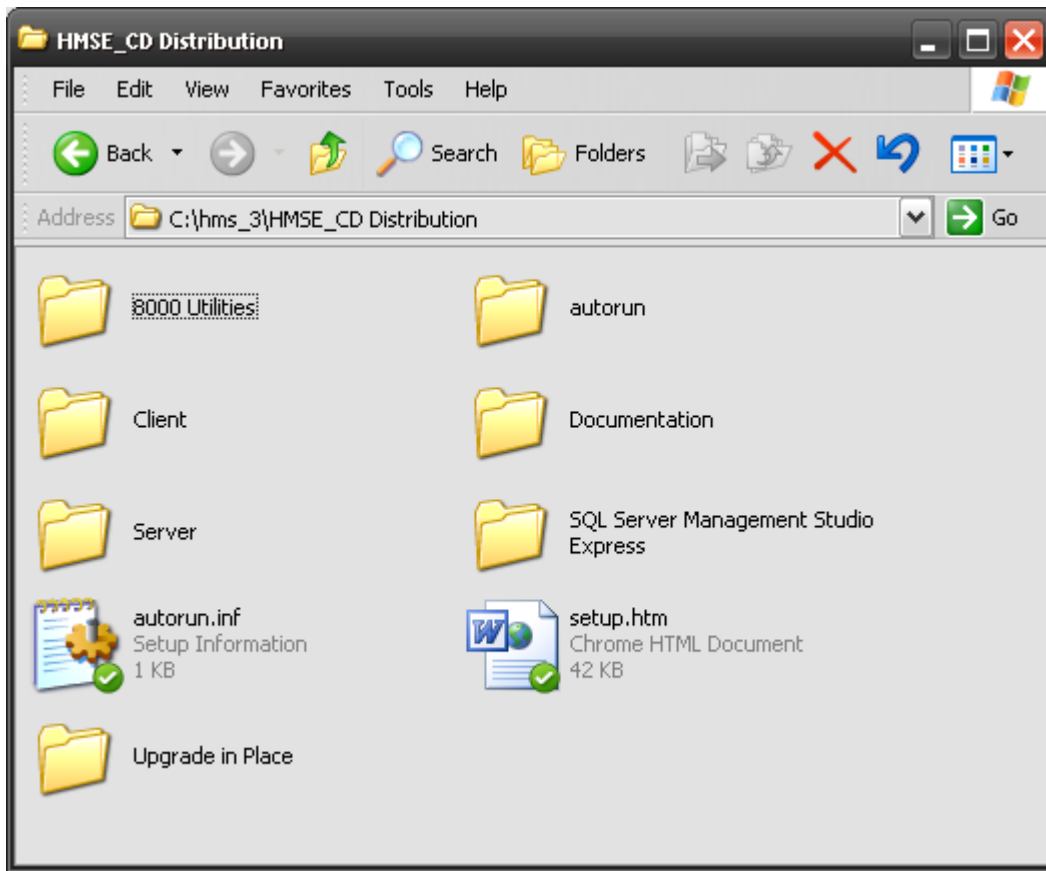 HMSE_CD Distribution
File Edit View Favorites Tools Help
Back Search Folders
Address C:\hms_3\HMSE_CD Distribution Go
8000 Utilities
autorun
Client
Documentation
Server
SQL Server Management Studio
Express
autorun.inf
Setup Information
1 KB
setup.htm
Chrome HTML Document
42 KB
Upgrade in Place